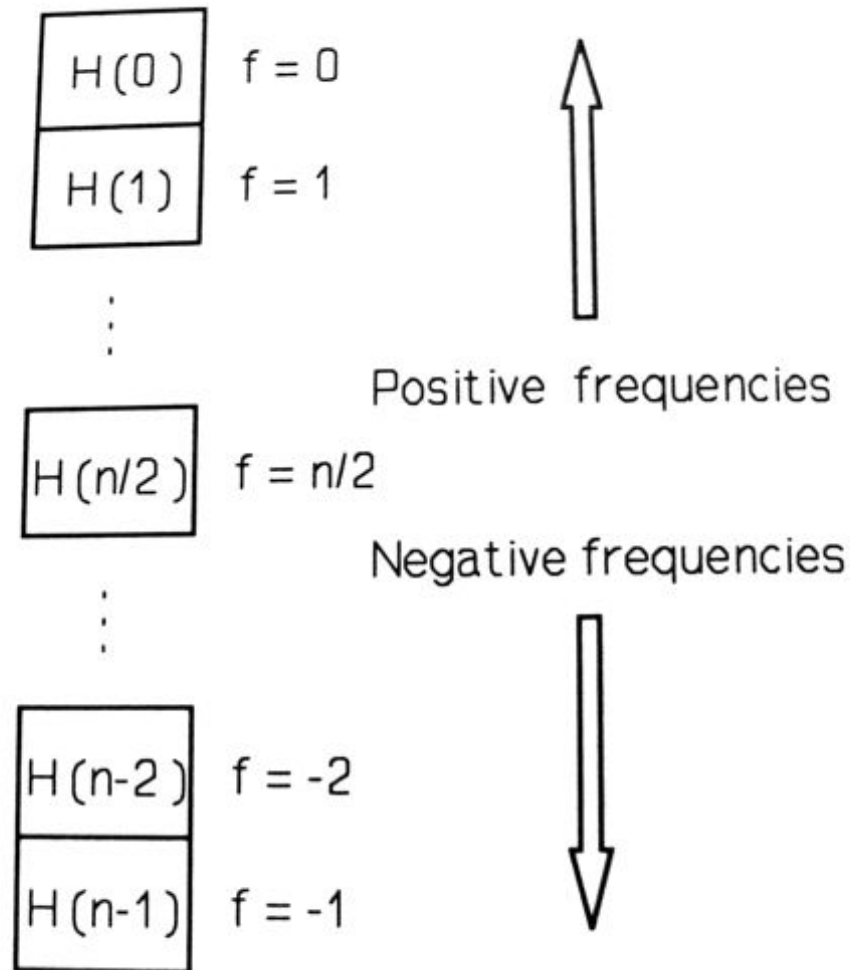 H(0) f = 0
H(1) f = 1
Positive frequencies
H(n/2) f = n/2
Negative frequencies
H(n-2) f = -2
H(n-1) f = -1